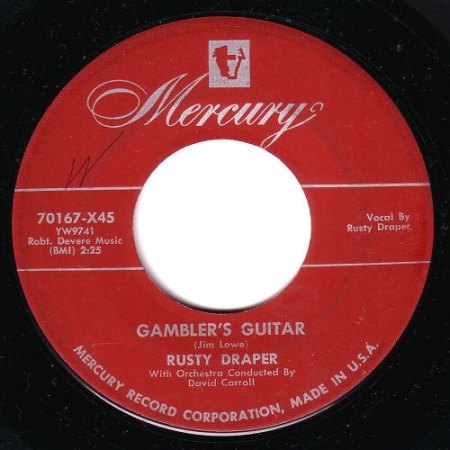 Mercury
70167-X45
YW9741
Robt. Devere Music
(BMI) 2:25
Vocal By
Rusty Draper
GAMBLER'S GUITAR
(Jim Lowe)
RUSTY DRAPER
With Orchestra Conducted By
David Carroll
MERCURY RECORD CORPORATION, MADE IN U.S.A.